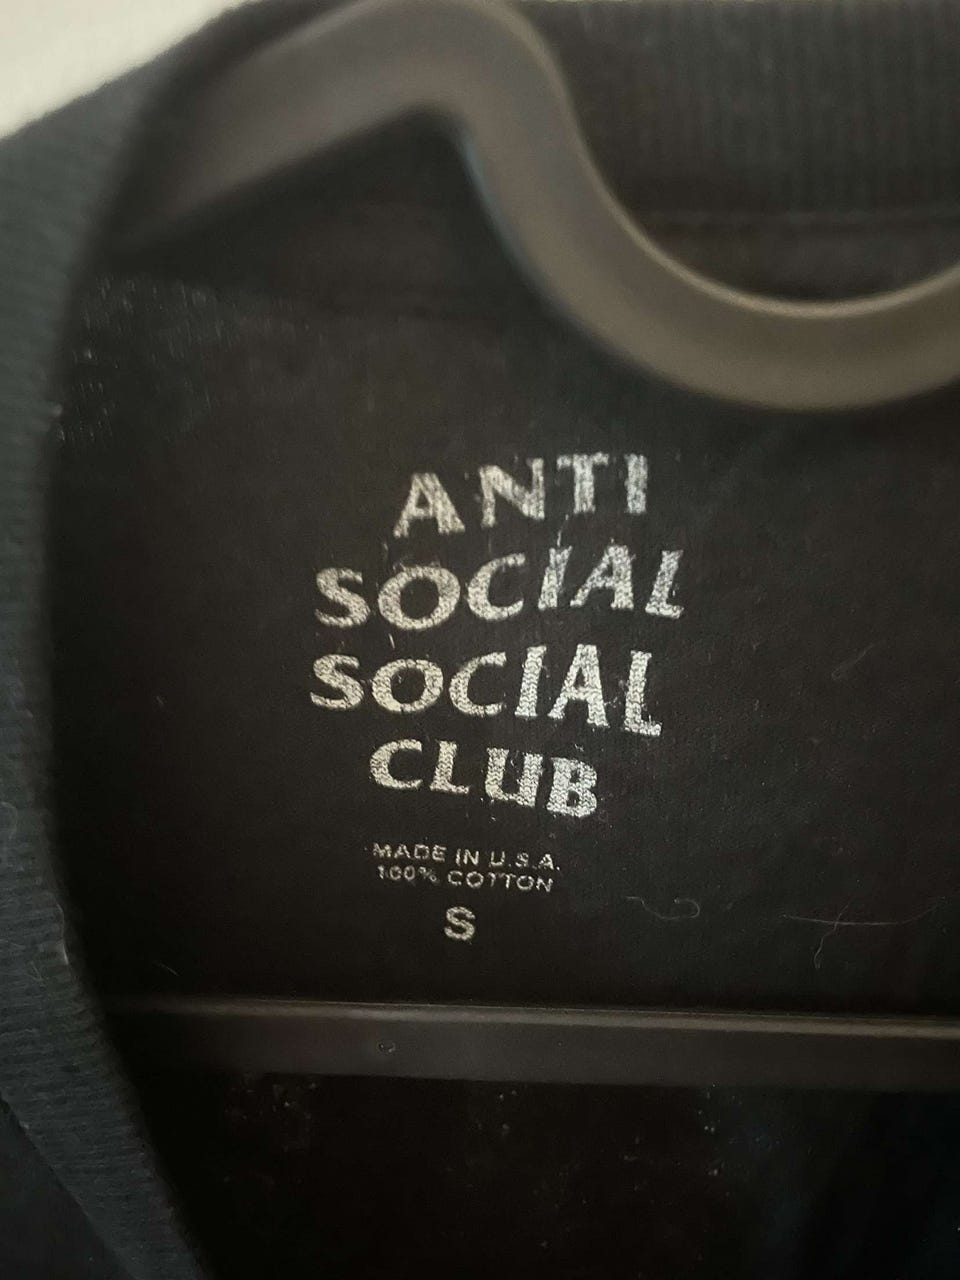 ANTI
SOCIAL
SOCIAL
CLUB
MADE IN U.S.A.
100% COTTON
S